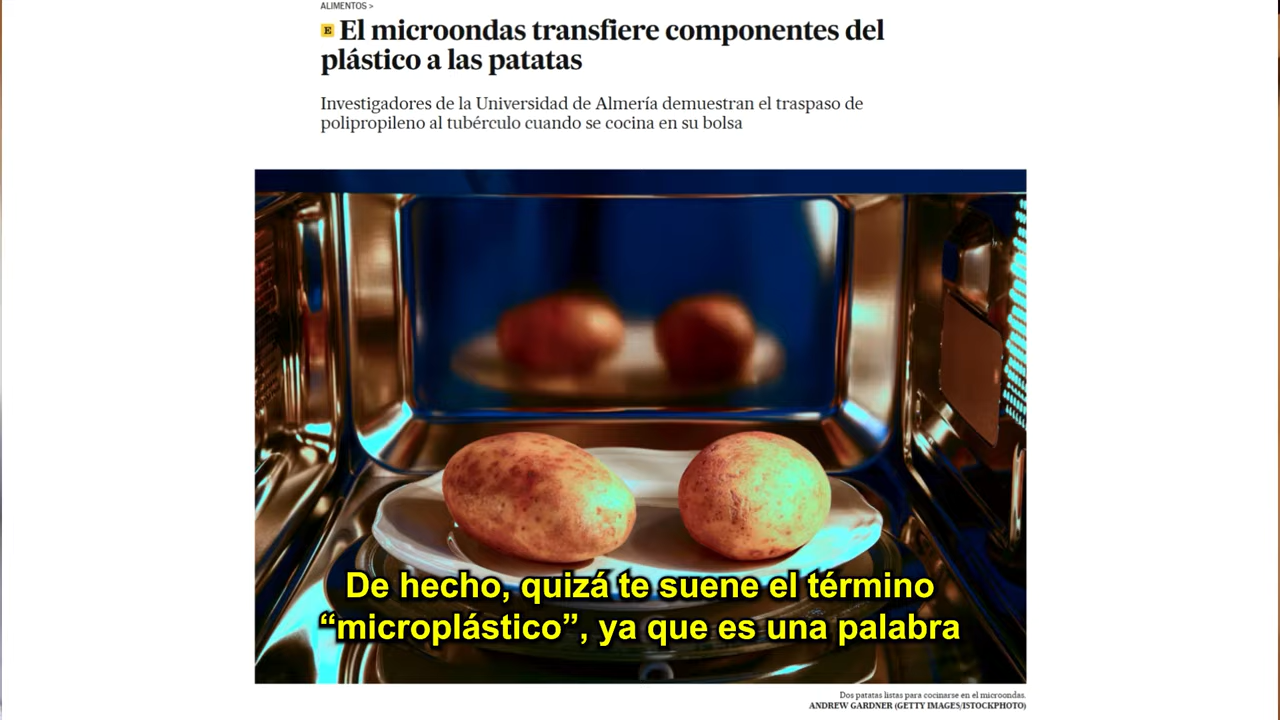 ALIMENTOS >
E El microondas transfiere componentes del
plástico a las patatas
Investigadores de la Universidad de Almería demuestran el traspaso de
polipropileno al tubérculo cuando se cocina en su bolsa
De hecho, quizá te suene el término
“microplástico”, ya que es una palabra
Dos patatas listas para cocinarse en el microondas.
ANDREW GARDNER (GETTY IMAGES/ISTOCKPHOTO)